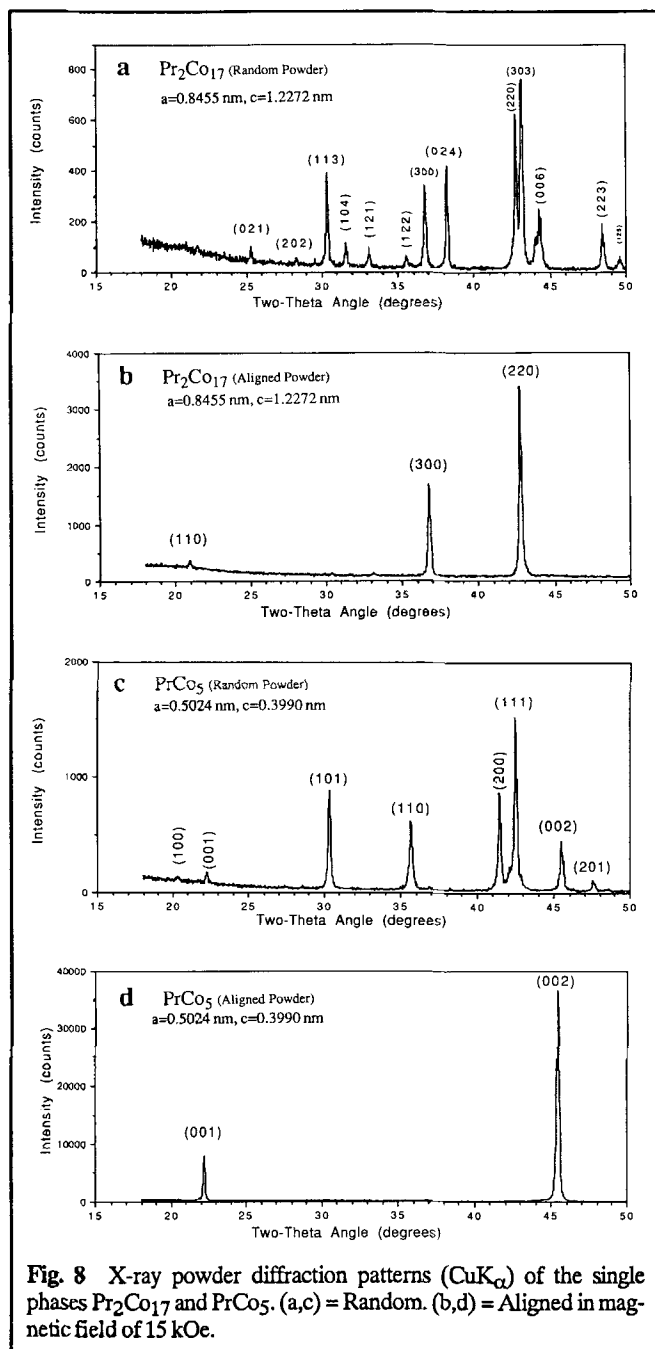 a Pr₂Co₁₇ (Random Powder)
a=0.8455 nm, c=1.2272 nm
Intensity (counts)
800
600
400
200
0
(021)
(202)
(113)
(104)
(121)
(122)
(300)
(024)
(220)
(303)
(006)
(223)
15 20 25 30 35 40 45 50
Two-Theta Angle (degrees)
b Pr₂Co₁₇ (Aligned Powder)
a=0.8455 nm, c=1.2272 nm
Intensity (counts)
4000
3000
2000
1000
0
(110)
(300)
(220)
15 20 25 30 35 40 45 50
Two-Theta Angle (degrees)
c PrCo₅ (Random Powder)
a=0.5024 nm, c=0.3990 nm
Intensity (counts)
2000
1000
0
(100)
(001)
(101)
(110)
(200)
(111)
(002)
(201)
15 20 25 30 35 40 45 50
Two-Theta Angle (degrees)
d PrCo₅ (Aligned Powder)
a=0.5024 nm, c=0.3990 nm
Intensity (counts)
40000
30000
20000
10000
0
(001)
(002)
15 20 25 30 35 40 45 50
Two-Theta Angle (degrees)
Fig. 8 X-ray powder diffraction patterns (CuKα) of the single
phases Pr₂Co₁₇ and PrCo₅. (a,c) = Random. (b,d) = Aligned in mag-
netic field of 15 kOe.